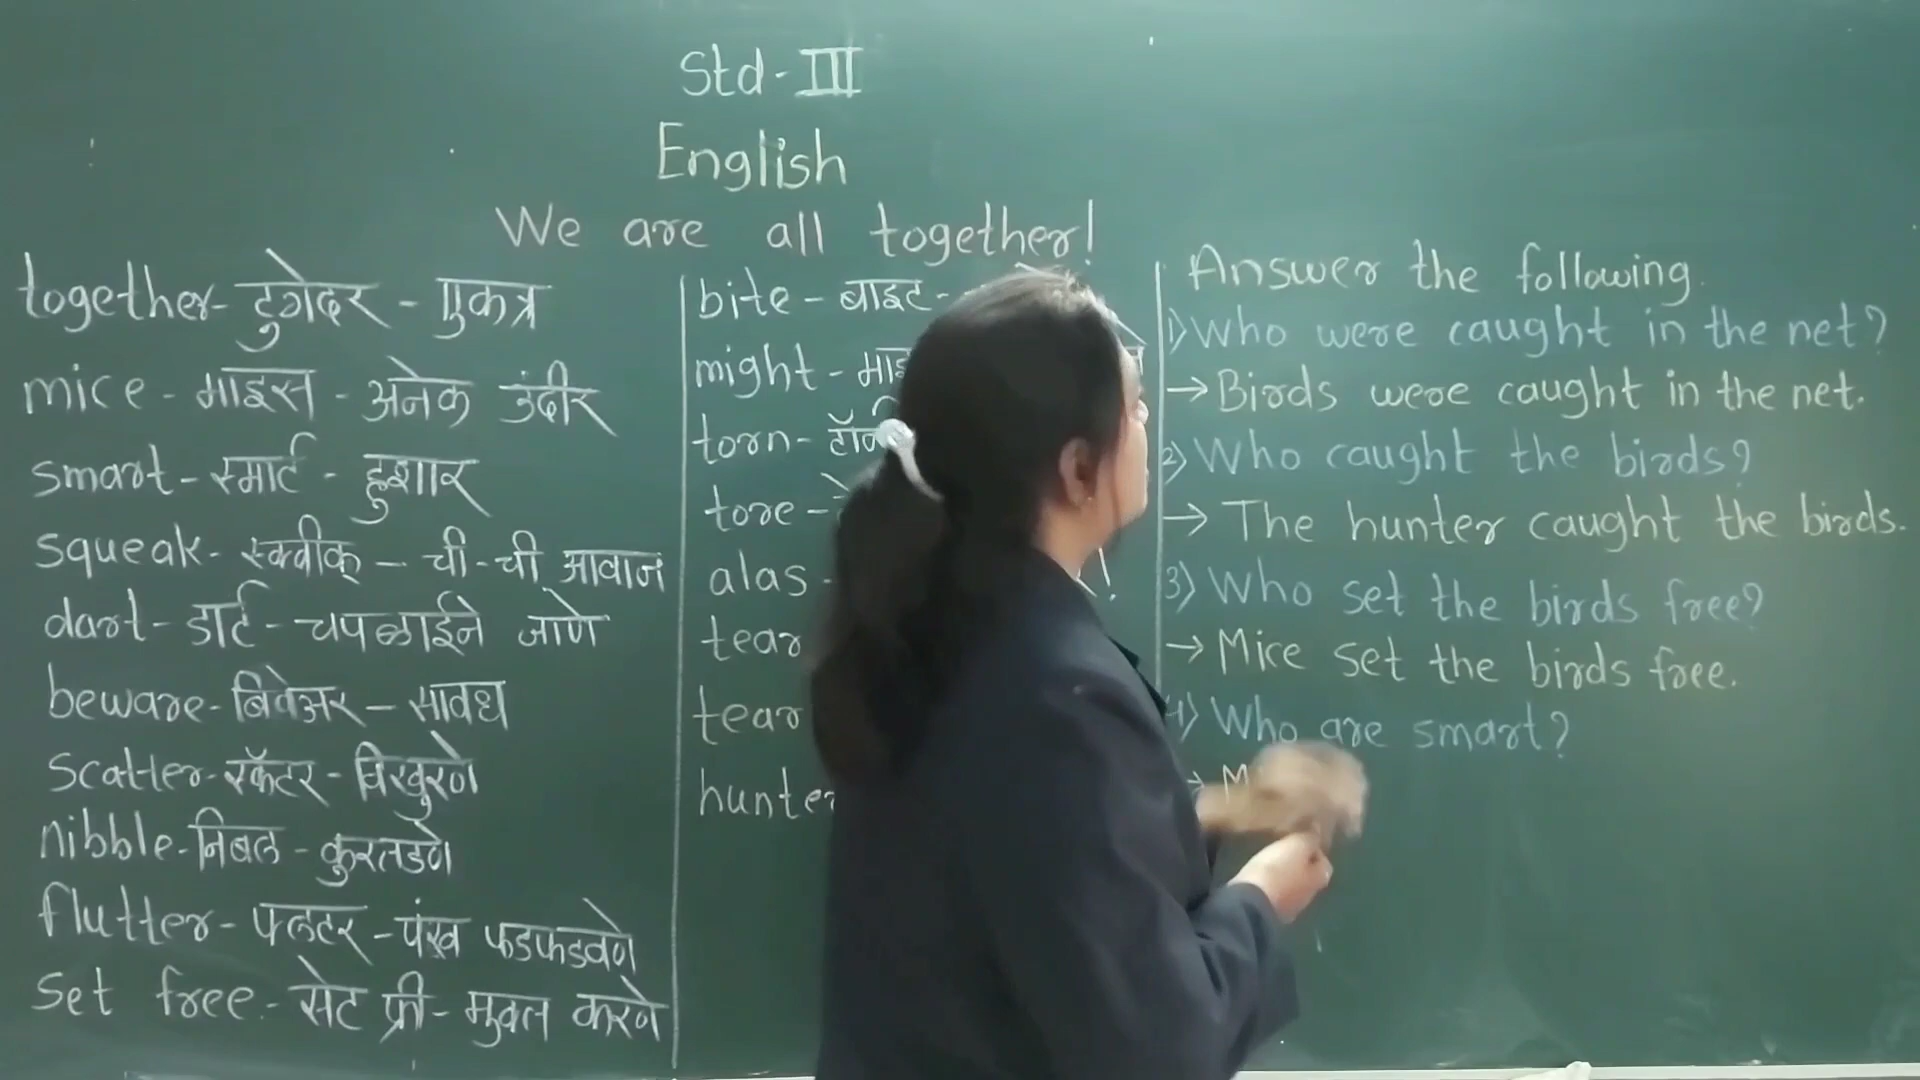 Std-III
English
We are all together!
together- टुगेदर - एकत्र
mice - माइस - अनेक उंदीर
smart - स्मार्ट - हुशार
squeak - स्क्वीक् - ची-ची आवाज
dart - डार्ट - चपळाईने जाणे
beware - बिवेअर - सावध
scatter - स्कॅटर - विखुरणे
nibble - निबल - कुरतडणे
flutter - फ्लटर - पंख फडफडवणे
set free - सेट फ्री - मुक्त करणे
bite - बाइट -
might -
torn -
tore -
alas -
tear
tear
hunter
Answer the following.
1) Who were caught in the net?
→ Birds were caught in the net.
2) Who caught the birds?
→ The hunter caught the birds.
3) Who set the birds free?
→ Mice set the birds free.
4) Who are smart?